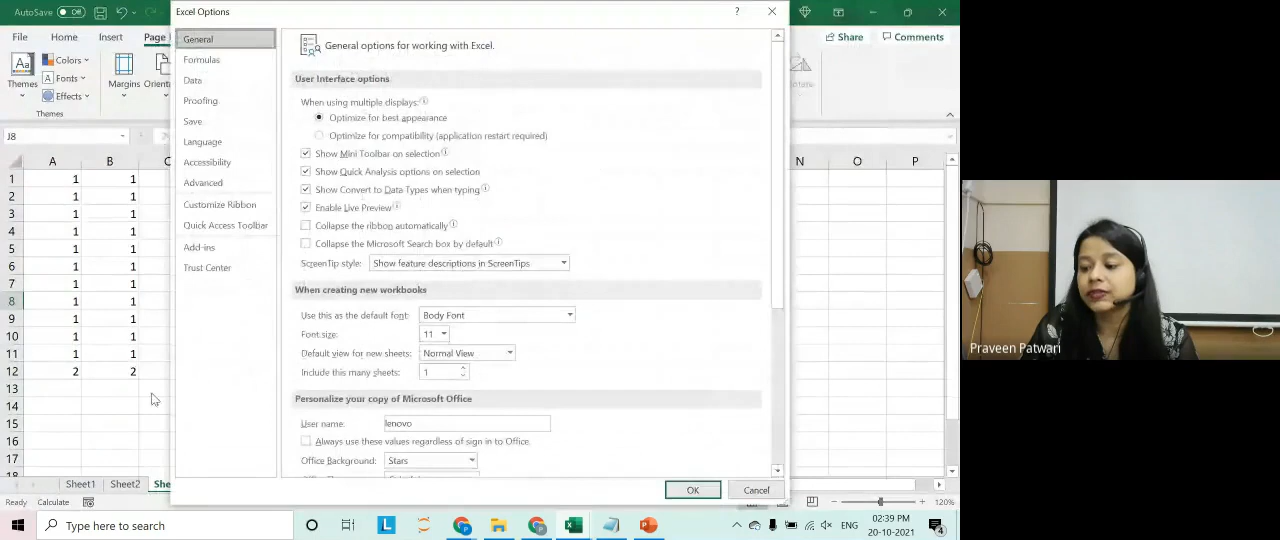 AutoSave Off
Excel Options
?
File Home Insert Page
Share Comments
Aa
Themes
Colors
Fonts
Effects
Margins
Themes
J8
General
Formulas
Data
Proofing
Save
Language
Accessibility
Advanced
Customize Ribbon
Quick Access Toolbar
Add-ins
Trust Center
General options for working with Excel.
User Interface options
When using multiple displays:
Optimize for best appearance
Optimize for compatibility (application restart required)
Show Mini Toolbar on selection
Show Quick Analysis options on selection
Show Convert to Data Types when typing
Enable Live Preview
Collapse the ribbon automatically
Collapse the Microsoft Search box by default
ScreenTip style: Show feature descriptions in ScreenTips
When creating new workbooks
Use this as the default font: Body Font
Font size: 11
Default view for new sheets: Normal View
Include this many sheets: 1
Personalize your copy of Microsoft Office
User name: lenovo
Always use these values regardless of sign in to Office.
Office Background: Stars
OK Cancel
A B C N O P
1 1 1
2 1 1
3 1 1
4 1 1
5 1 1
6 1 1
7 1 1
8 1 1
9 1 1
10 1 1
11 1 1
12 2 2
13
14
15
16
17
18
Sheet1 Sheet2 She
Ready Calculate
120%
Type here to search
L
ENG
02:39 PM
20-10-2021
4
Praveen Patwari